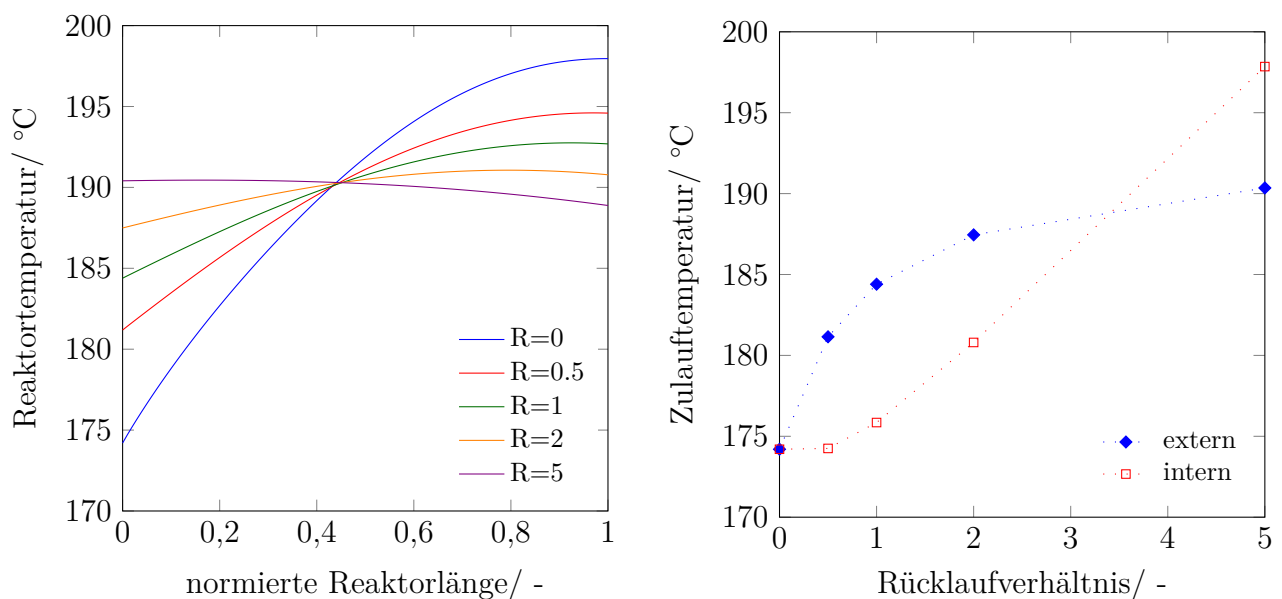 200
195
190
185
180
175
170
0 0,2 0,4 0,6 0,8 1
Reaktortemperatur/ °C
normierte Reaktorlänge/ -
R=0
R=0.5
R=1
R=2
R=5
200
195
190
185
180
175
170
0 1 2 3 4 5
Zulauftemperatur/ °C
Rücklaufverhältnis/ -
extern
intern